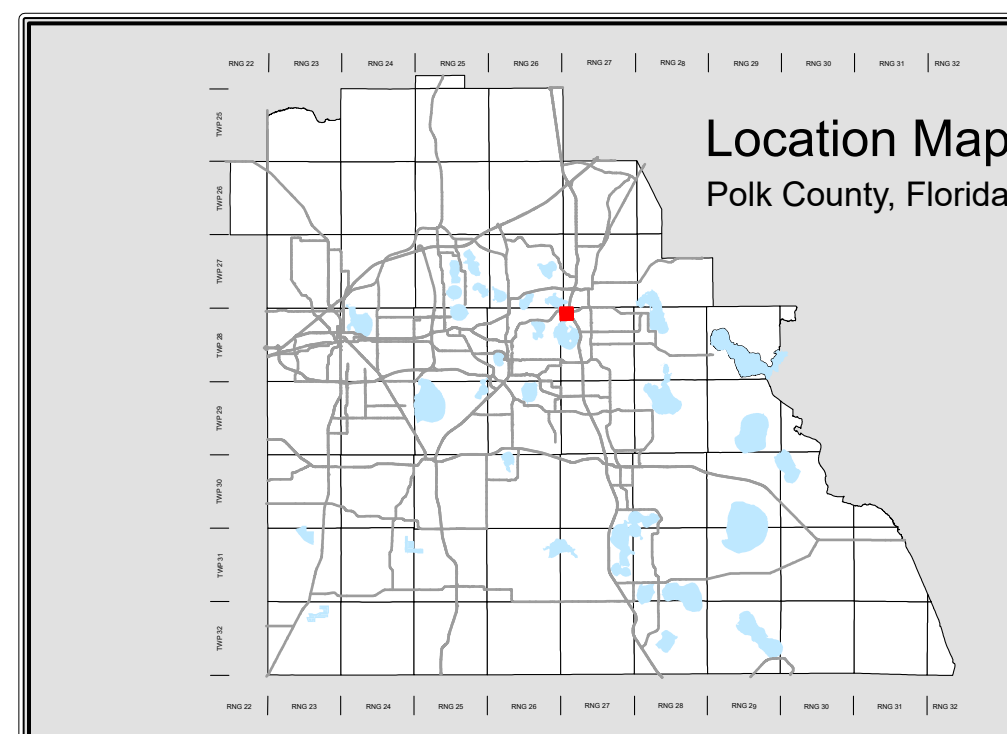 RNG 22 RNG 23 RNG 24 RNG 25 RNG 26 RNG 27 RNG 28 RNG 29 RNG 30 RNG 31 RNG 32
TWP 25
Location Map
Polk County, Florida
TWP 26
TWP 27
TWP 28
TWP 29
TWP 30
TWP 31
TWP 32
RNG 22 RNG 23 RNG 24 RNG 25 RNG 26 RNG 27 RNG 28 RNG 29 RNG 30 RNG 31 RNG 32